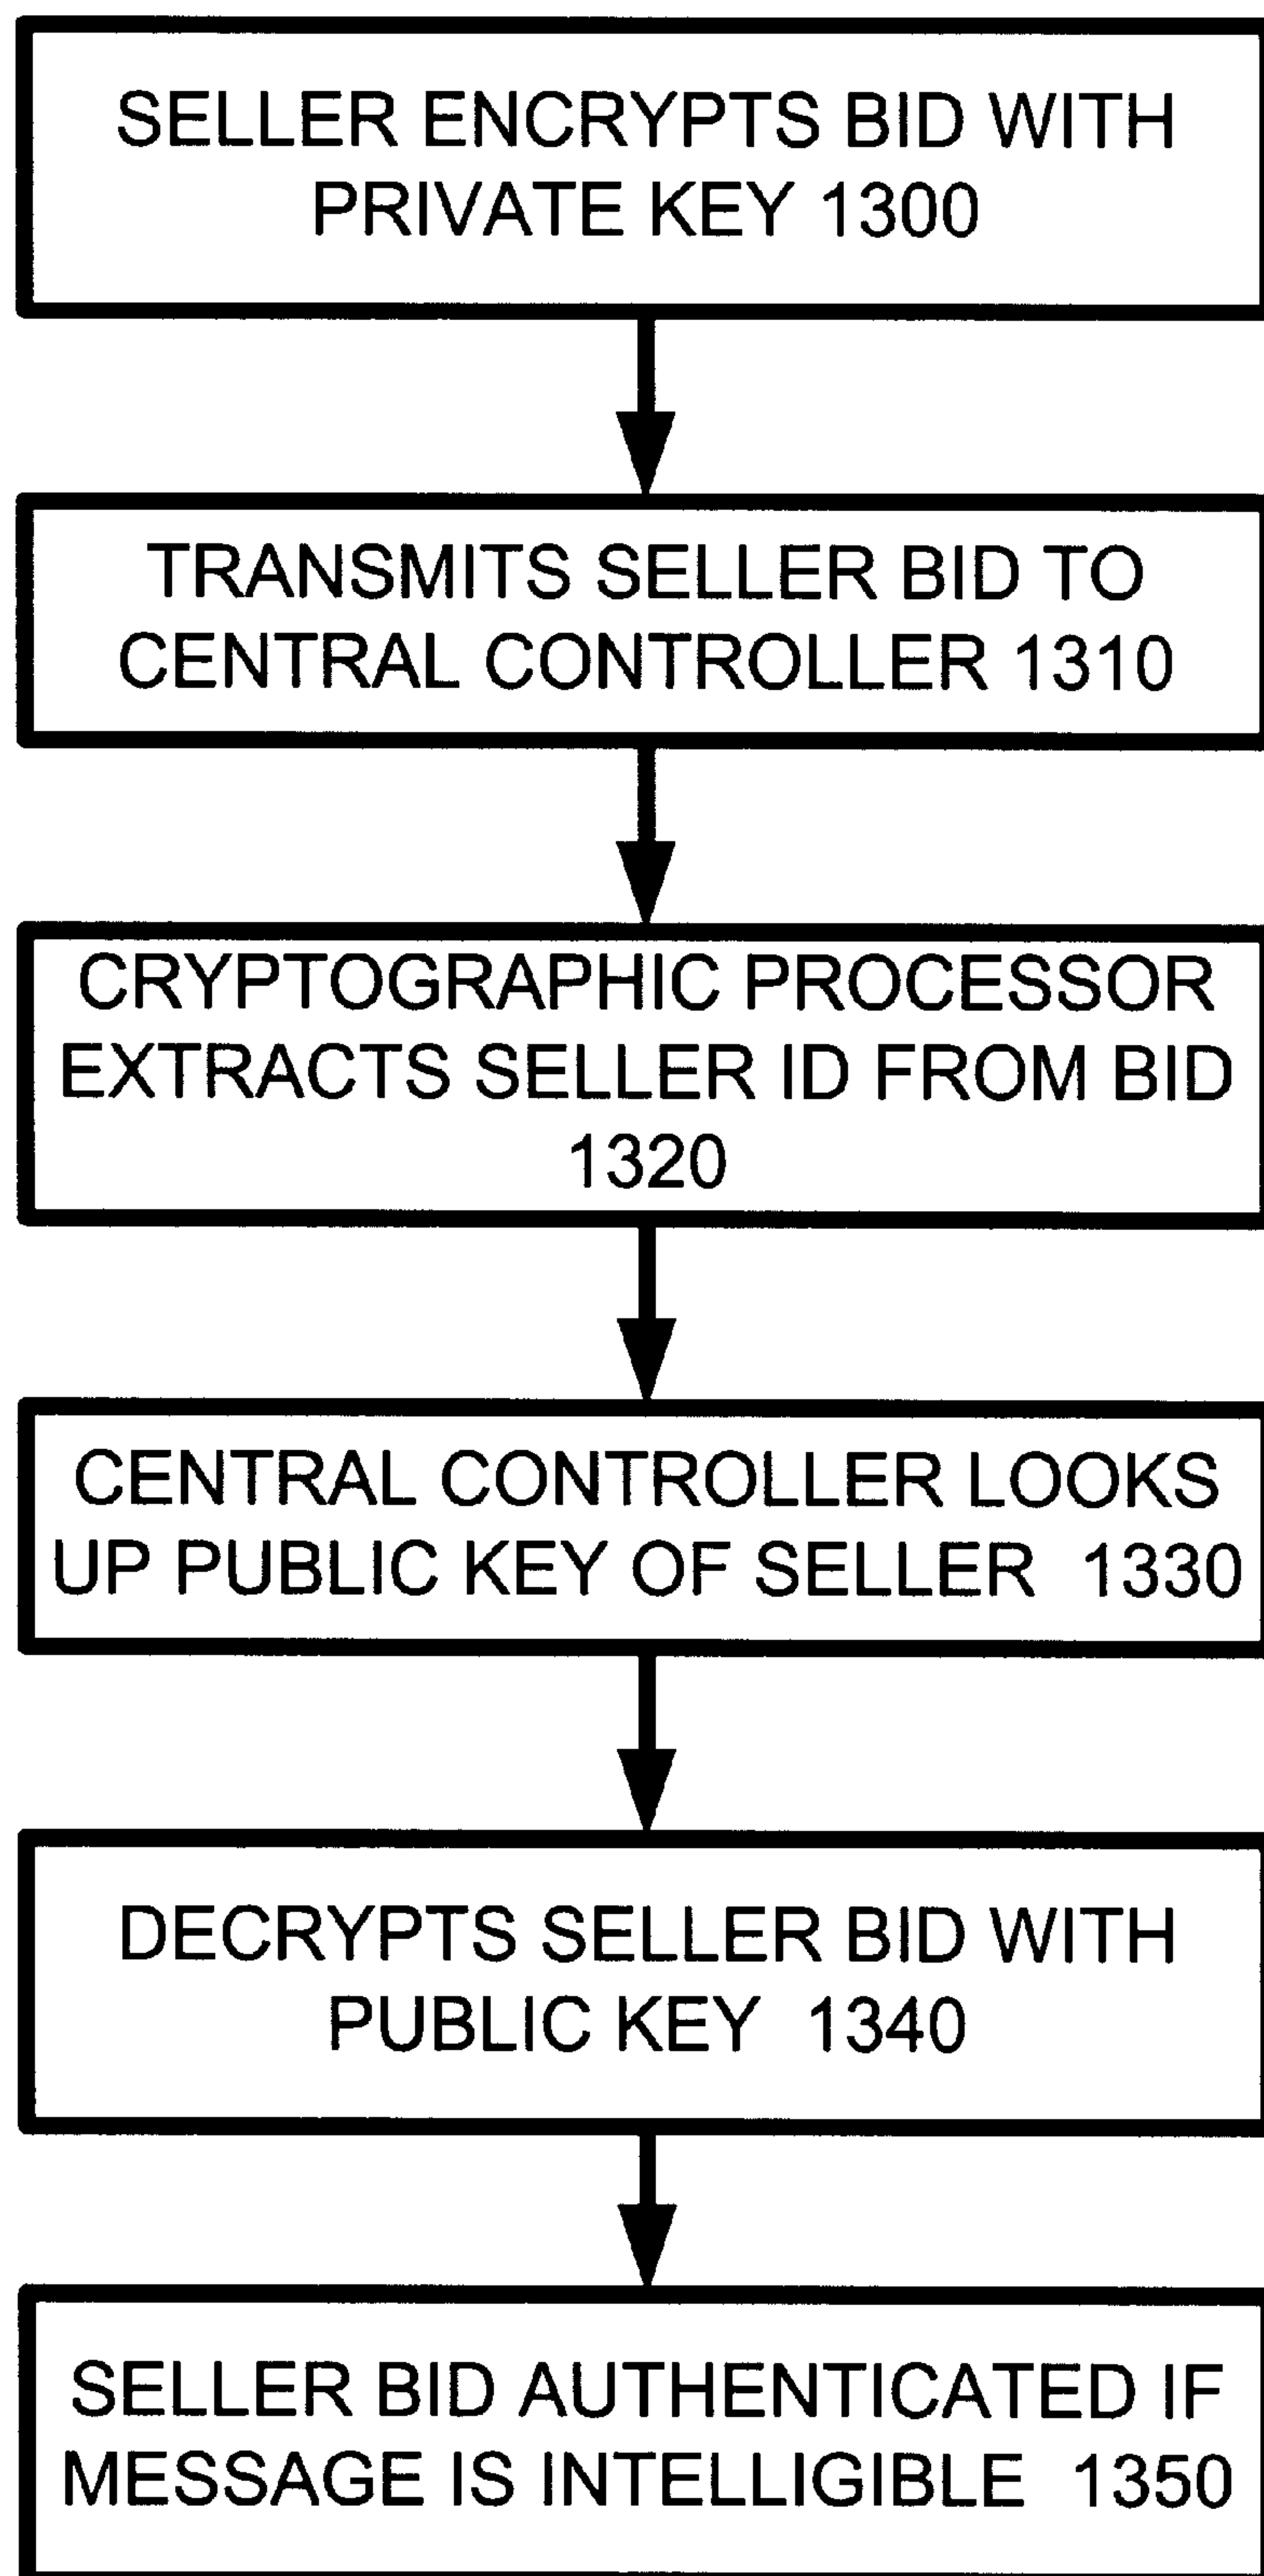 SELLER ENCRYPTS BID WITH
PRIVATE KEY 1300
TRANSMITS SELLER BID TO
CENTRAL CONTROLLER 1310
CRYPTOGRAPHIC PROCESSOR
EXTRACTS SELLER ID FROM BID
1320
CENTRAL CONTROLLER LOOKS
UP PUBLIC KEY OF SELLER 1330
DECRYPTS SELLER BID WITH
PUBLIC KEY 1340
SELLER BID AUTHENTICATED IF
MESSAGE IS INTELLIGIBLE 1350